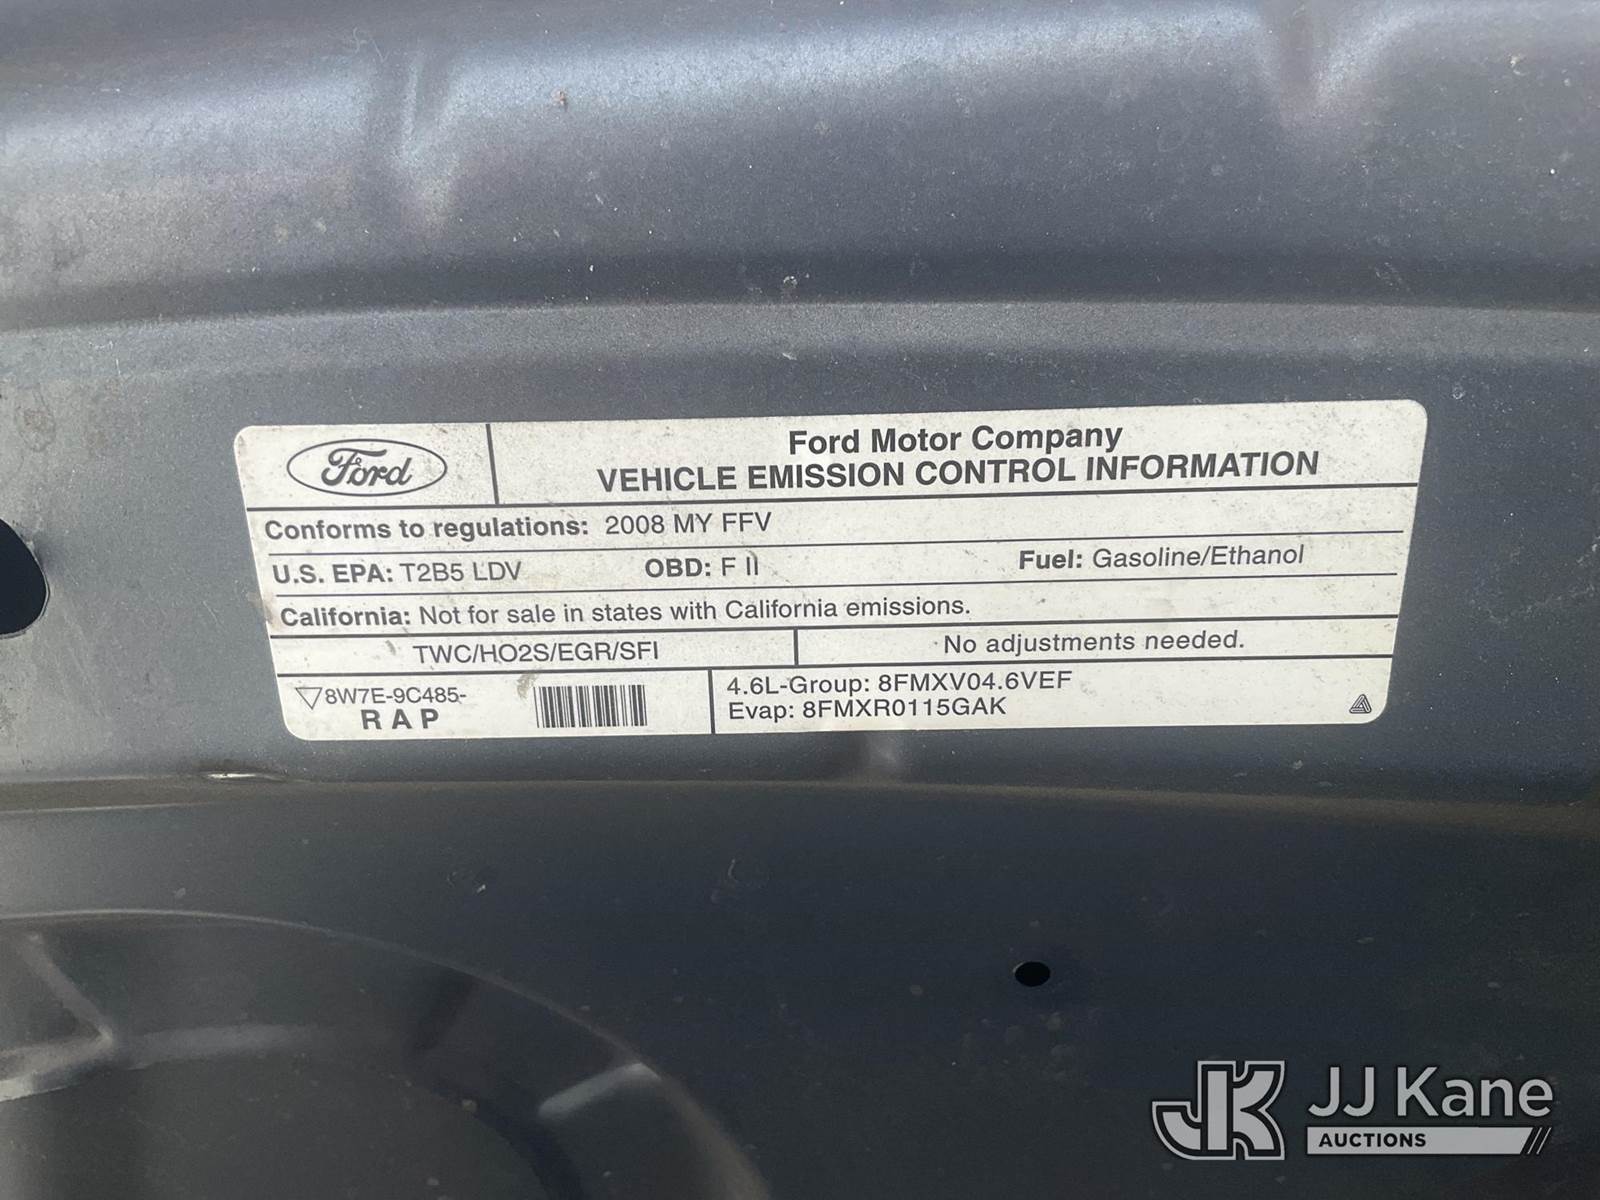 Ford
Ford Motor Company
VEHICLE EMISSION CONTROL INFORMATION
Conforms to regulations: 2008 MY FFV
U.S. EPA: T2B5 LDV OBD: F II Fuel: Gasoline/Ethanol
California: Not for sale in states with California emissions.
TWC/HO2S/EGR/SFI No adjustments needed.
8W7E-9C485-
RAP
4.6L-Group: 8FMXV04.6VEF
Evap: 8FMXR0115GAK
JK JJ Kane
AUCTIONS